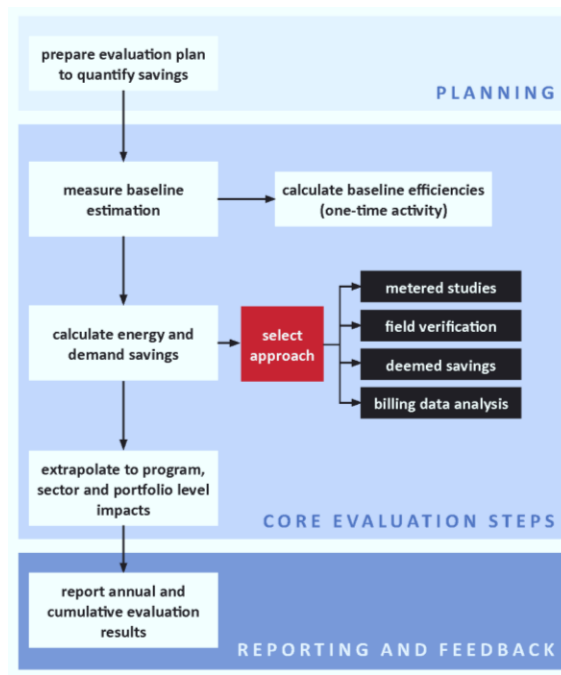 prepare evaluation plan
to quantify savings
PLANNING
measure baseline
estimation
calculate baseline efficiencies
(one-time activity)
calculate energy and
demand savings
select
approach
metered studies
field verification
deemed savings
billing data analysis
extrapolate to program,
sector and portfolio level
impacts
CORE EVALUATION STEPS
report annual and
cumulative evaluation
results
REPORTING AND FEEDBACK